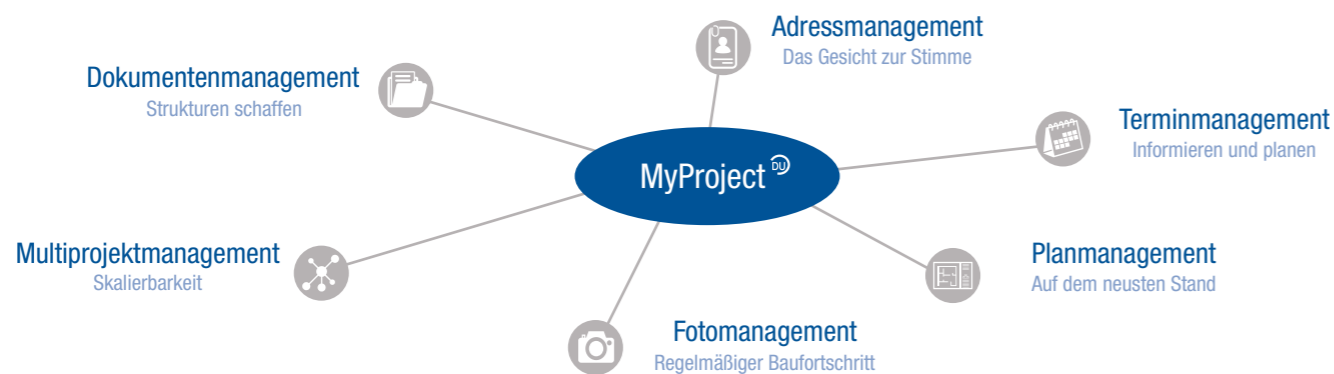 Adressmanagement
Das Gesicht zur Stimme
Dokumentenmanagement
Strukturen schaffen
Terminmanagement
Informieren und planen
MyProject DU
Multiprojektmanagement
Skalierbarkeit
Planmanagement
Auf dem neusten Stand
Fotomanagement
Regelmäßiger Baufortschritt